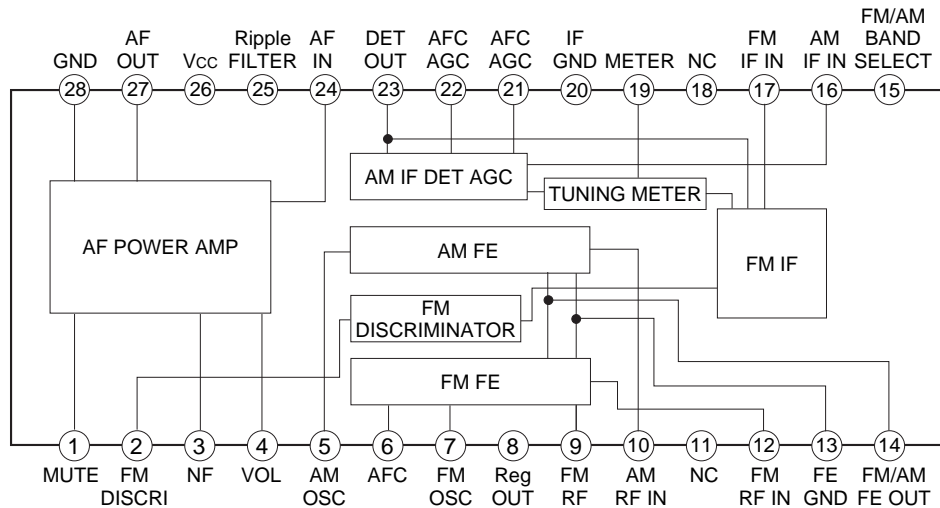 GND
AF
OUT
Vcc
Ripple
FILTER
AF
IN
DET
OUT
AFC
AGC
AFC
AGC
IF
GND
METER
NC
FM
IF IN
AM
IF IN
FM/AM
BAND
SELECT
28 27 26 25 24 23 22 21 20 19 18 17 16 15
AM IF DET AGC
TUNING METER
AF POWER AMP
AM FE
FM IF
FM
DISCRIMINATOR
FM FE
1 2 3 4 5 6 7 8 9 10 11 12 13 14
MUTE
FM
DISCRI
NF
VOL
AM
OSC
AFC
FM
OSC
Reg
OUT
FM
RF
AM
RF IN
NC
FM
RF IN
FE
GND
FM/AM
FE OUT